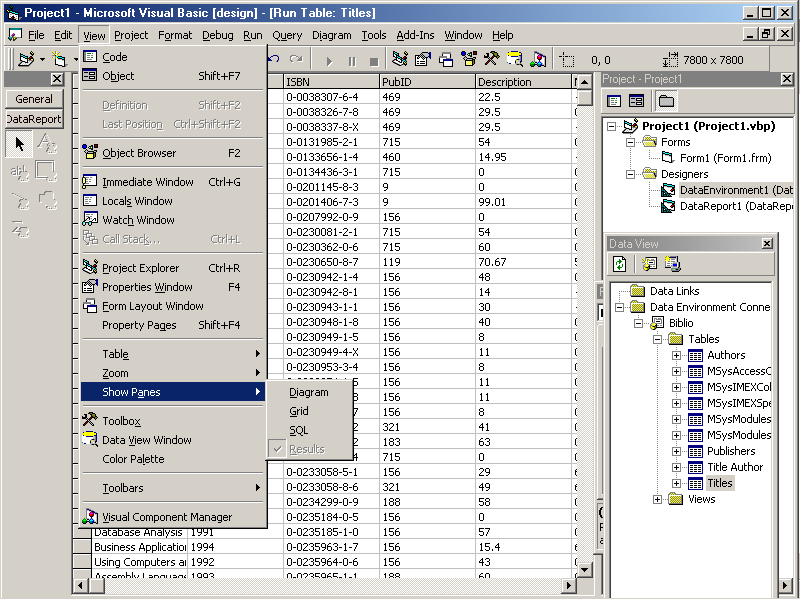 Project1 - Microsoft Visual Basic [design] - [Run Table: Titles]
File Edit View Project Format Debug Run Query Diagram Tools Add-Ins Window Help
0, 0 7800 x 7800
General
DataReport
Code
Object Shift+F7
Definition Shift+F2
Last Position Ctrl+Shift+F2
Object Browser F2
Immediate Window Ctrl+G
Locals Window
Watch Window
Call Stack... Ctrl+L
Project Explorer Ctrl+R
Properties Window F4
Form Layout Window
Property Pages Shift+F4
Table
Zoom
Show Panes
Toolbox
Data View Window
Color Palette
Toolbars
Visual Component Manager
Diagram
Grid
SQL
Results
ISBN PubID Description
0-0038307-6-4 469 22.5
0-0038326-7-8 469 29.5
0-0038337-8-X 469 29.5
0-0131985-2-1 715 54
0-0133656-1-4 460 14.95
0-0134436-3-1 715 0
0-0201145-8-3 9 0
0-0201406-7-3 9 99.01
0-0207992-0-9 156 0
0-0230081-2-1 715 54
0-0230362-0-6 715 60
0-0230650-8-7 119 70.67
0-0230942-1-4 156 48
0-0230942-8-1 156 14
0-0230943-1-1 156 30
0-0230948-1-8 156 40
0-0230949-1-5 156 8
0-0230949-4-X 156 11
0-0230953-3-4 156 8
156 11
156 11
156 8
321 41
183 63
715 0
0-0233058-5-1 156 29
0-0233058-8-6 321 49
0-0234299-0-9 188 58
0-0235184-0-5 156 0
Database Analysis 1991 0-0235185-1-0 156 57
Business Application 1994 0-0235963-1-7 156 15.4
Using Computers an 1992 0-0235964-0-6 156 43
Assembly Language 1993 0-0235965-1-1 188 60
Project - Project1
Project1 (Project1.vbp)
Forms
Form1 (Form1.frm)
Designers
DataEnvironment1 (Dat
DataReport1 (DataRepo
Data View
Data Links
Data Environment Conne
Biblio
Tables
Authors
MSysAccessO
MSysIMEXCol
MSysIMEXSpe
MSysModules
MSysModules
Publishers
Title Author
Titles
Views